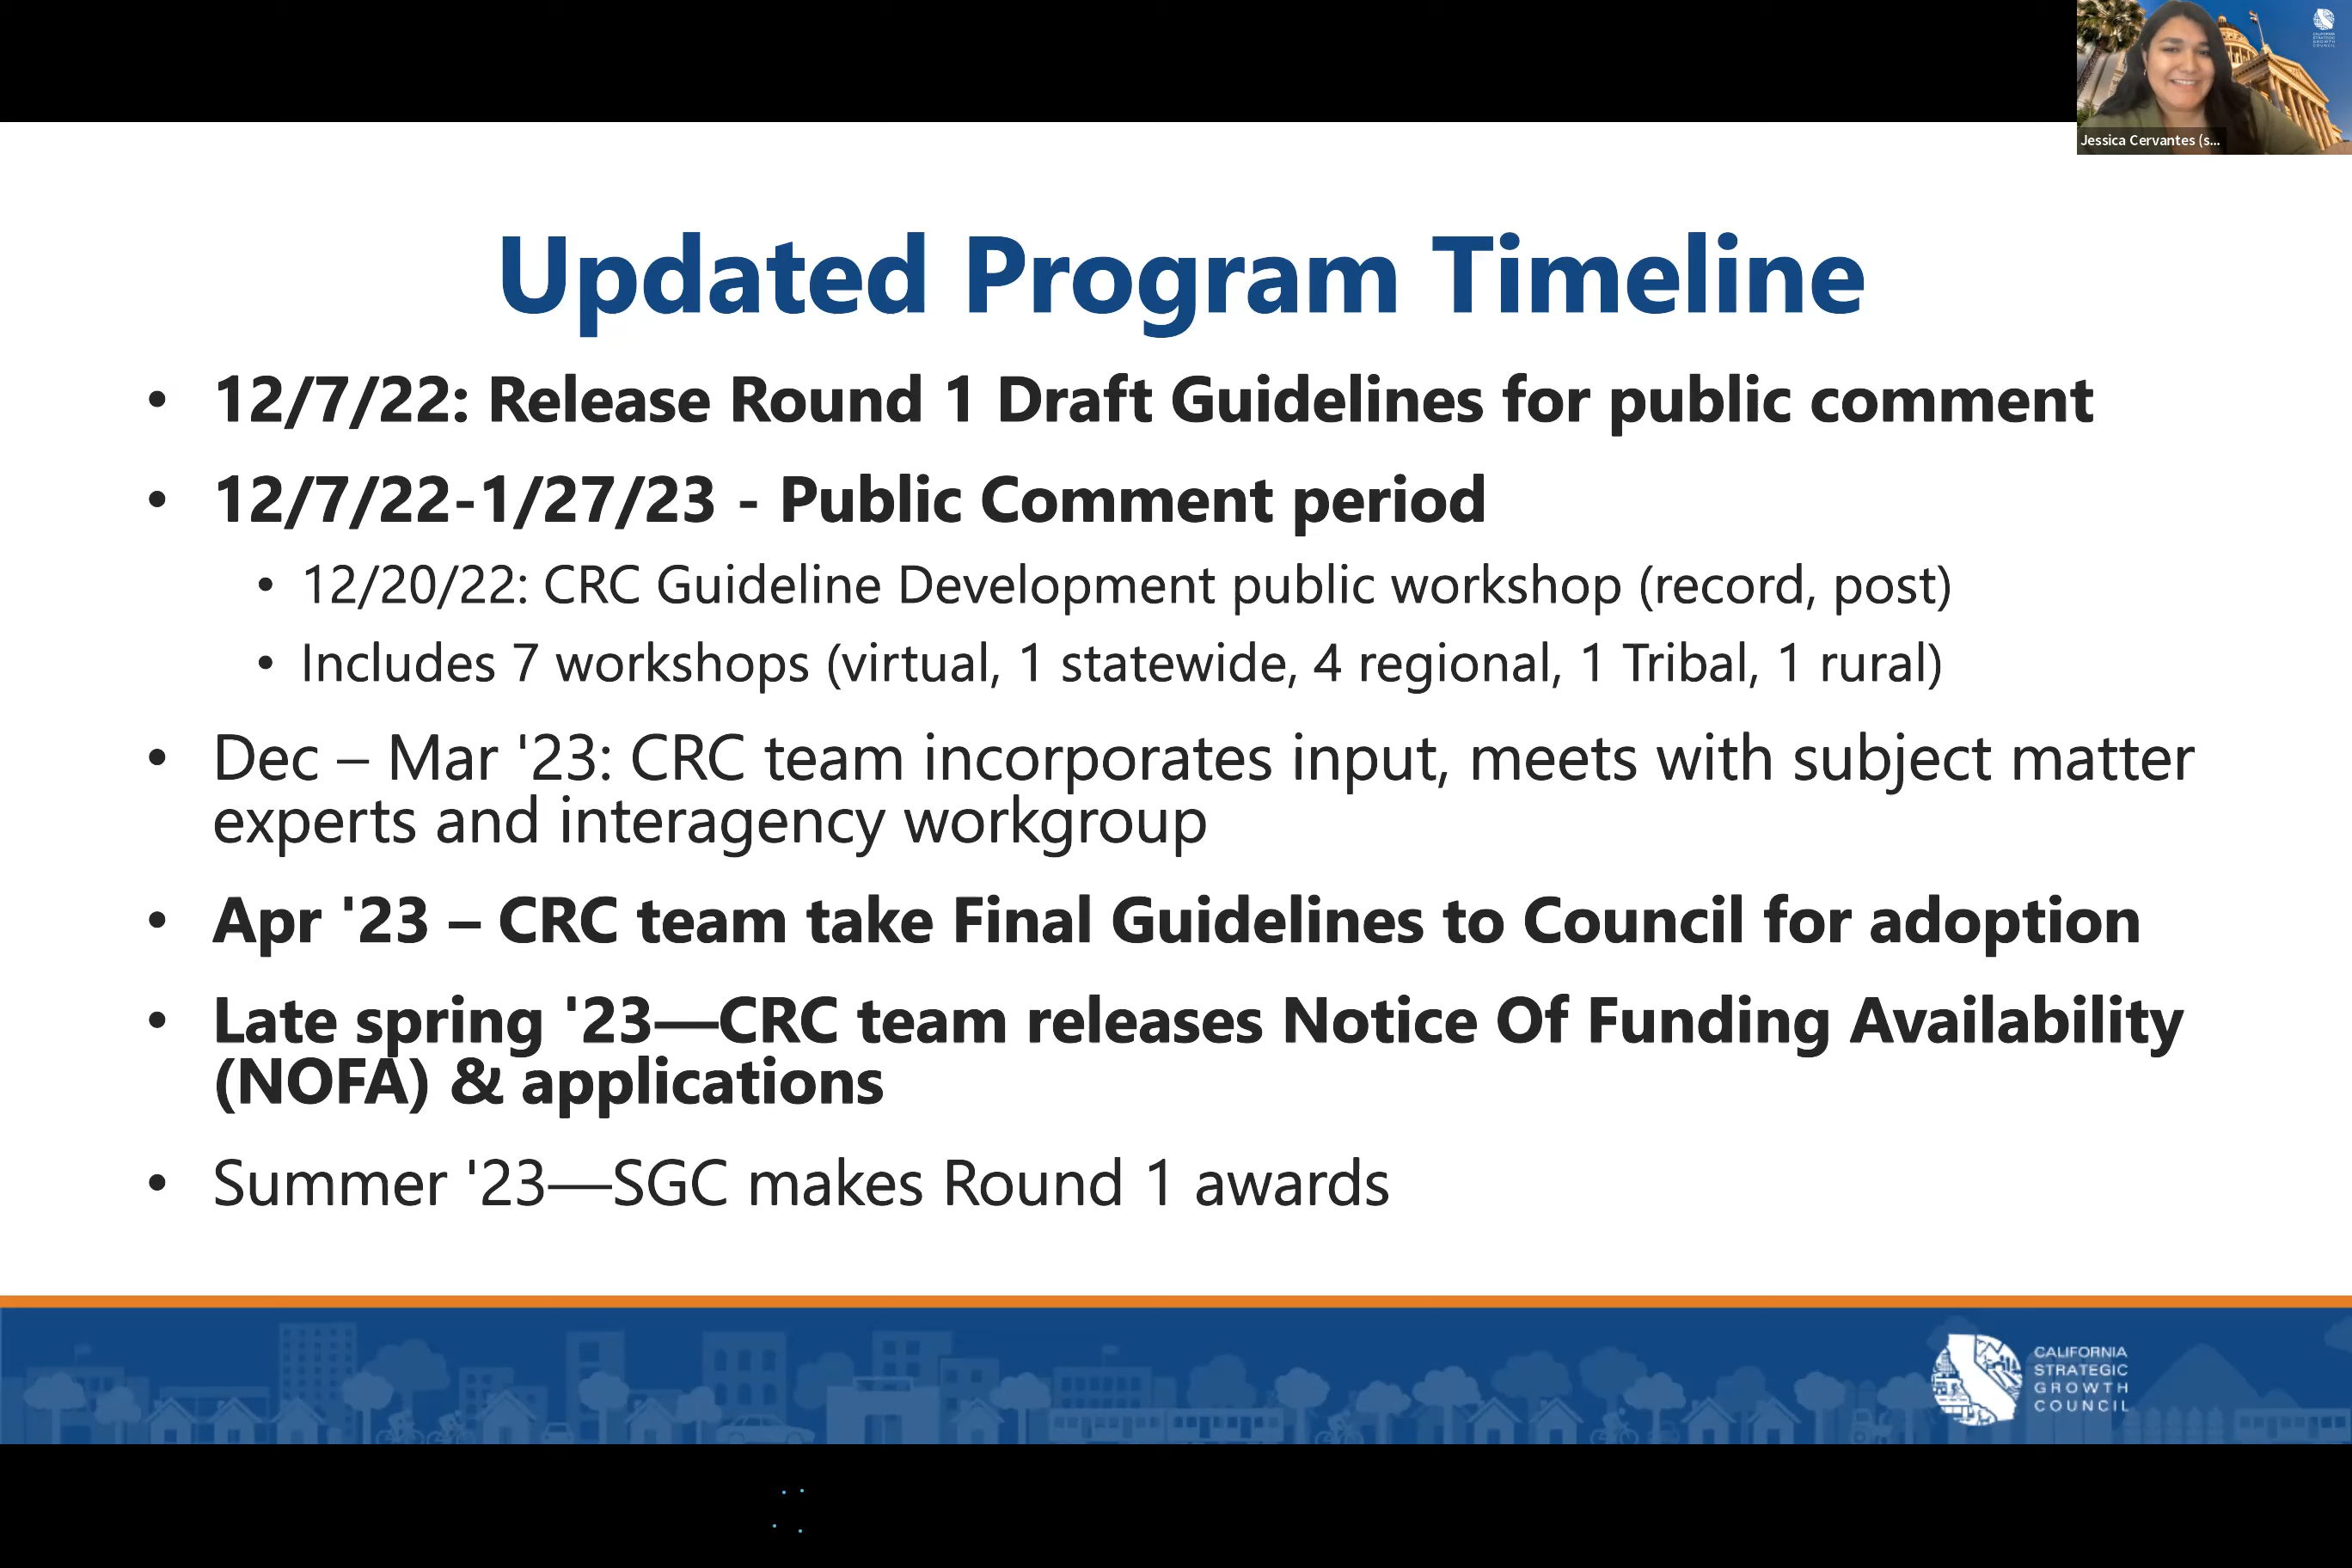 Jessica Cervantes (s...
Updated Program Timeline
• 12/7/22: Release Round 1 Draft Guidelines for public comment
• 12/7/22-1/27/23 - Public Comment period
• 12/20/22: CRC Guideline Development public workshop (record, post)
• Includes 7 workshops (virtual, 1 statewide, 4 regional, 1 Tribal, 1 rural)
• Dec – Mar '23: CRC team incorporates input, meets with subject matter
experts and interagency workgroup
• Apr '23 – CRC team take Final Guidelines to Council for adoption
• Late spring '23—CRC team releases Notice Of Funding Availability
(NOFA) & applications
• Summer '23—SGC makes Round 1 awards
CALIFORNIA
STRATEGIC
GROWTH
COUNCIL